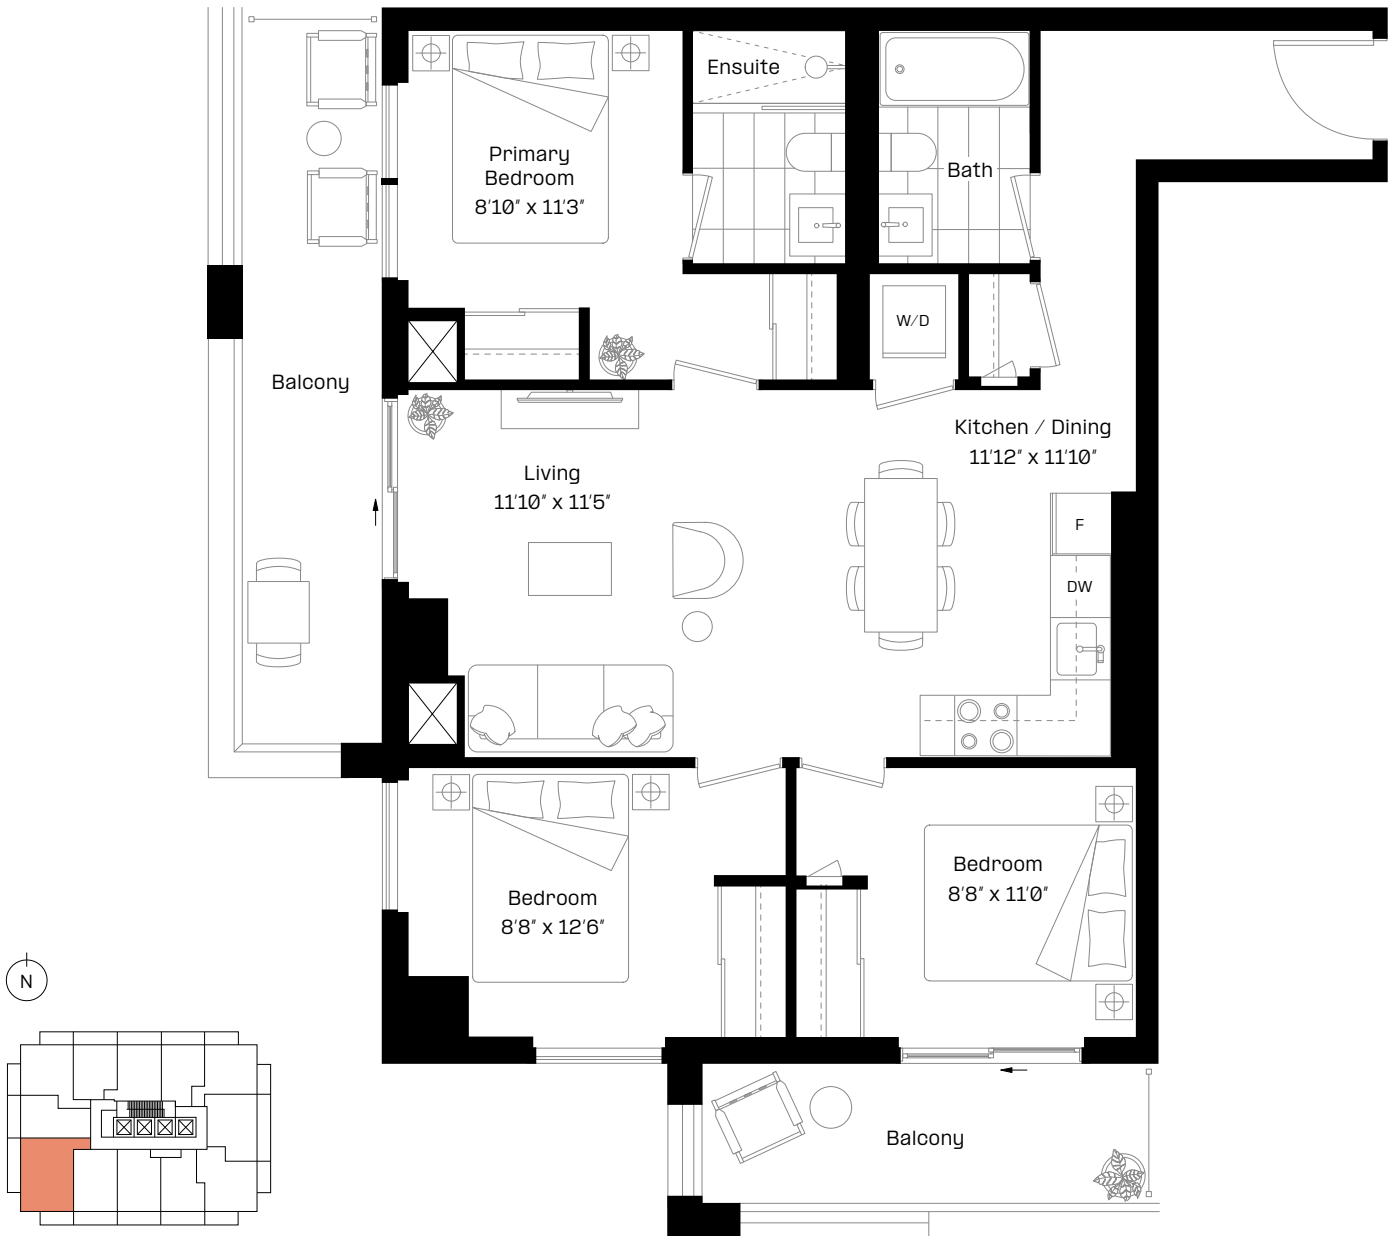 Ensuite
Primary
Bedroom
8'10" x 11'3"
Bath
W/D
Balcony
Kitchen / Dining
11'12" x 11'10"
Living
11'10" x 11'5"
F
DW
Bedroom
8'8" x 11'0"
Bedroom
8'8" x 12'6"
N
Balcony